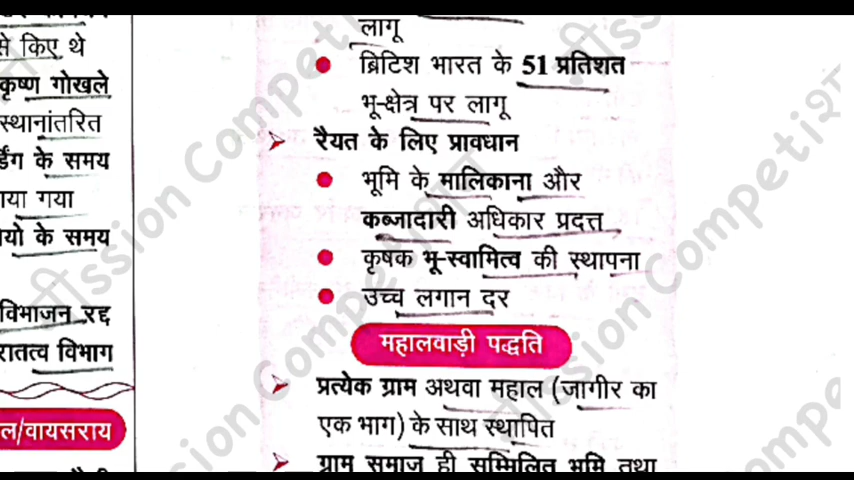 से किए थे
कृष्ण गोखले
स्थानांतरित
र्डिंग के समय
ाया गया
यो के समय
विभाजन रद्द
रातत्व विभाग
ल/वायसराय
लागू
● ब्रिटिश भारत के 51 प्रतिशत
भू-क्षेत्र पर लागू
➤ रैयत के लिए प्रावधान
● भूमि के मालिकाना और
कब्जादारी अधिकार प्रदत्त
● कृषक भू-स्वामित्व की स्थापना
● उच्च लगान दर
महालवाड़ी पद्धति
➤ प्रत्येक ग्राम अथवा महाल (जागीर का
एक भाग) के साथ स्थापित
➤ ग्राम समाज ही सम्मिलित भूमि तथा